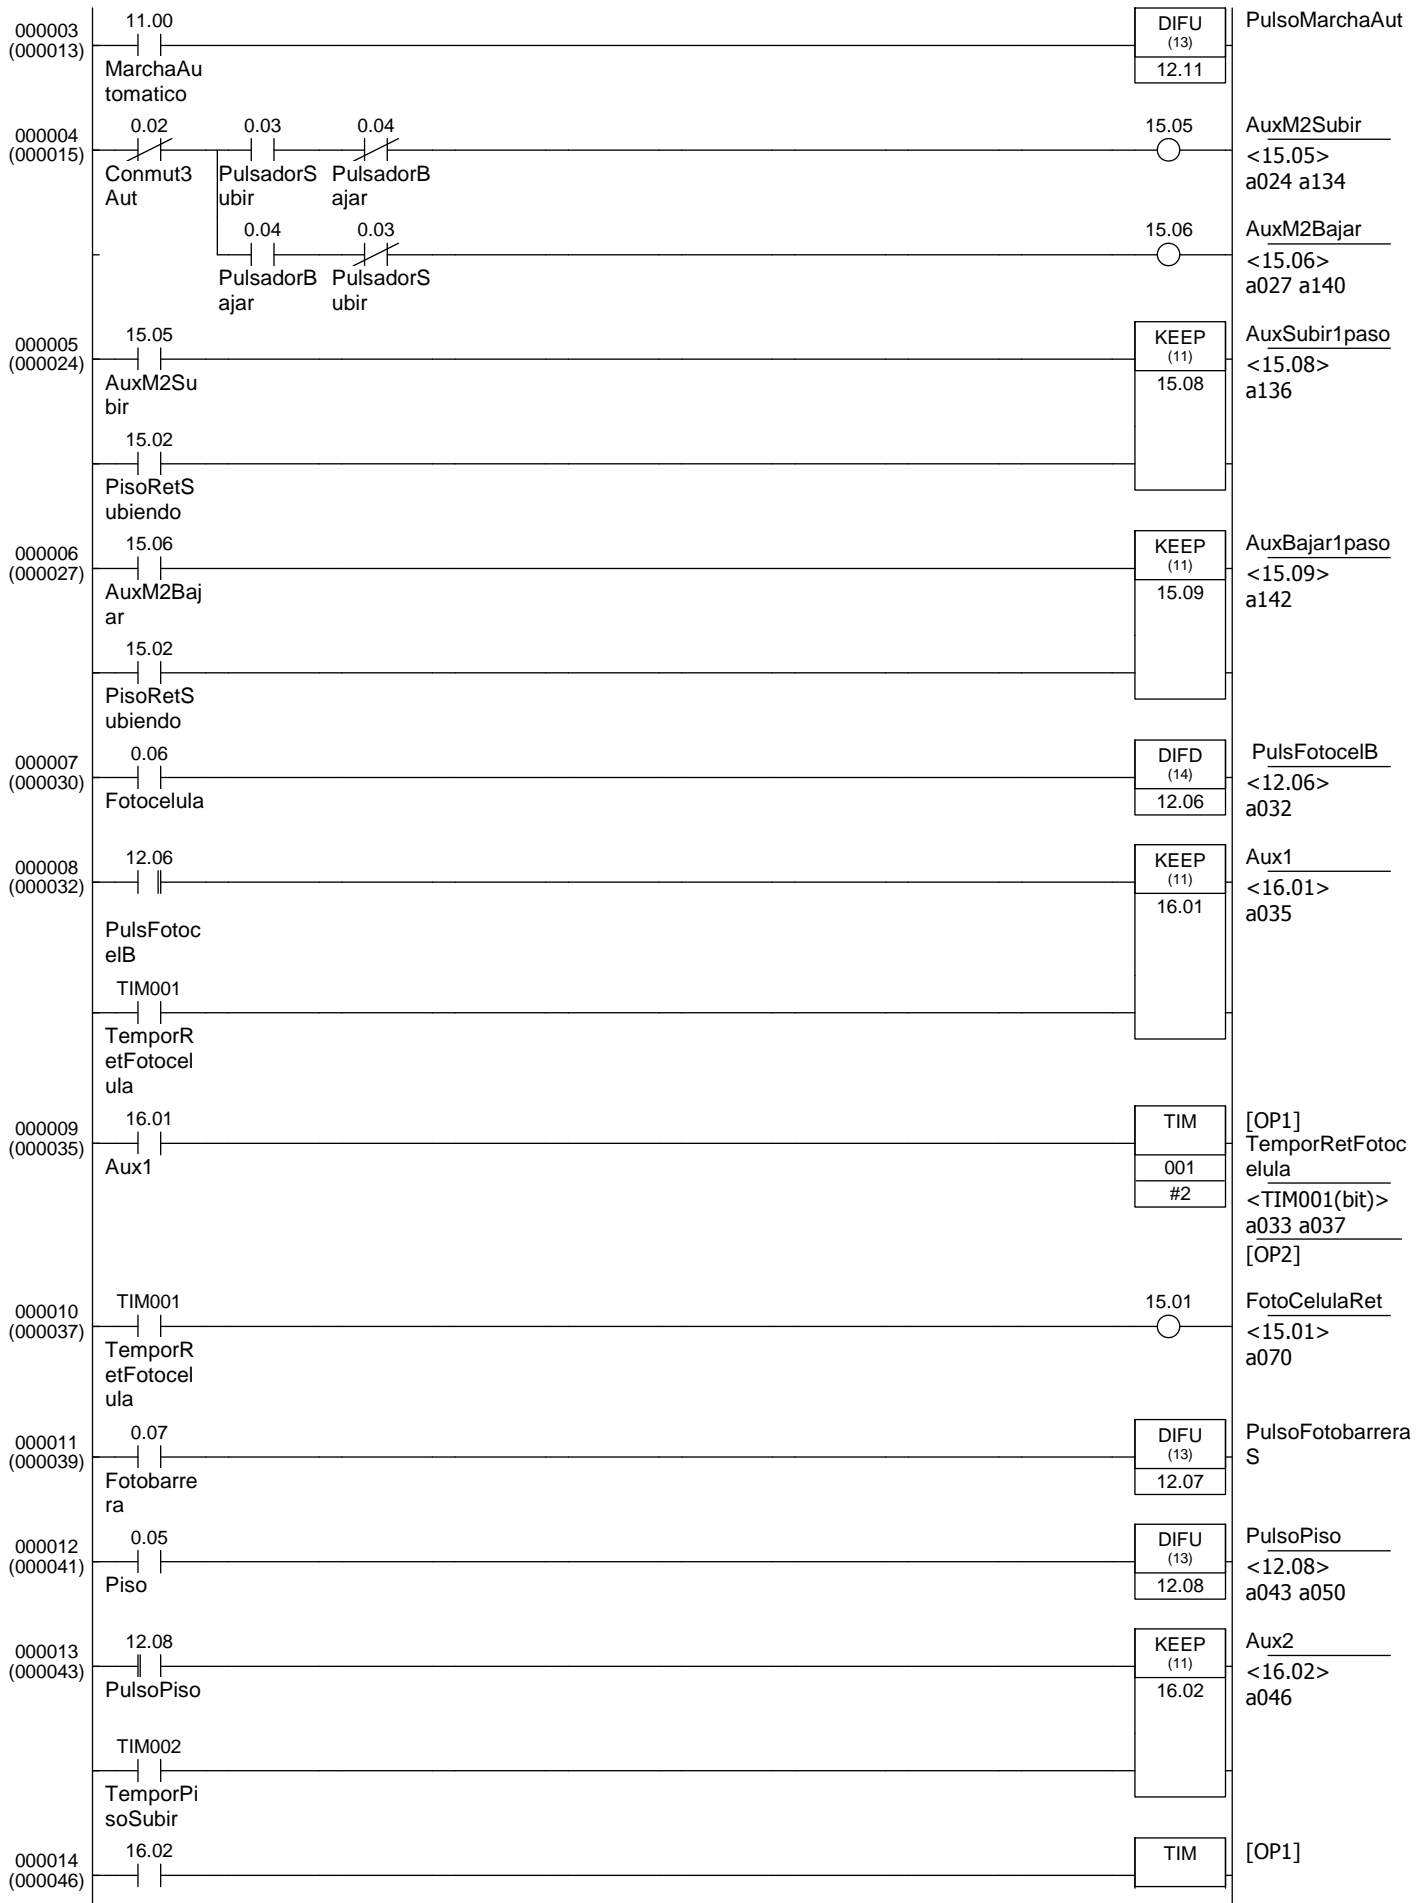 000003
(000013)
11.00
MarchaAu
tomatico
DIFU
(13)
12.11
PulsoMarchaAut
000004
(000015)
0.02
Conmut3
Aut
0.03
PulsadorS
ubir
0.04
PulsadorB
ajar
15.05
AuxM2Subir
<15.05>
a024 a134
0.04
PulsadorB
ajar
0.03
PulsadorS
ubir
15.06
AuxM2Bajar
<15.06>
a027 a140
000005
(000024)
15.05
AuxM2Su
bir
KEEP
(11)
15.08
AuxSubir1paso
<15.08>
a136
15.02
PisoRetS
ubiendo
000006
(000027)
15.06
AuxM2Baj
ar
KEEP
(11)
15.09
AuxBajar1paso
<15.09>
a142
15.02
PisoRetS
ubiendo
000007
(000030)
0.06
Fotocelula
DIFD
(14)
12.06
PulsFotocelB
<12.06>
a032
000008
(000032)
12.06
PulsFotoc
elB
KEEP
(11)
16.01
Aux1
<16.01>
a035
TIM001
TemporR
etFotocel
ula
000009
(000035)
16.01
Aux1
TIM
001
#2
[OP1]
TemporRetFotoc
elula
<TIM001(bit)>
a033 a037
[OP2]
000010
(000037)
TIM001
TemporR
etFotocel
ula
15.01
FotoCelulaRet
<15.01>
a070
000011
(000039)
0.07
Fotobarre
ra
DIFU
(13)
12.07
PulsoFotobarrera
S
000012
(000041)
0.05
Piso
DIFU
(13)
12.08
PulsoPiso
<12.08>
a043 a050
000013
(000043)
12.08
PulsoPiso
KEEP
(11)
16.02
Aux2
<16.02>
a046
TIM002
TemporPi
soSubir
000014
(000046)
16.02
TIM
[OP1]